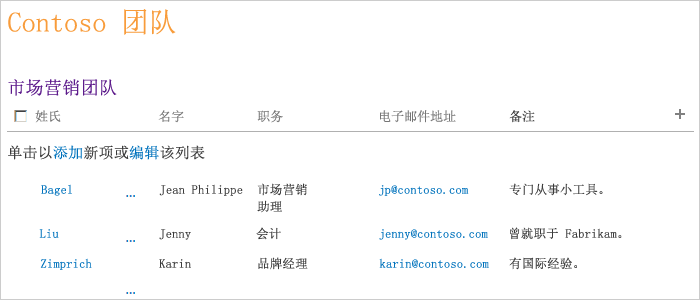 Contoso 团队
市场营销团队
姓氏 名字 职务 电子邮件地址 备注 +
单击以添加新项或编辑该列表
Bagel ... Jean Philippe 市场营销 jp@contoso.com 专门从事小工具。
助理
Liu ... Jenny 会计 jenny@contoso.com 曾就职于 Fabrikam。
Zimprich Karin 品牌经理 karin@contoso.com 有国际经验。
...